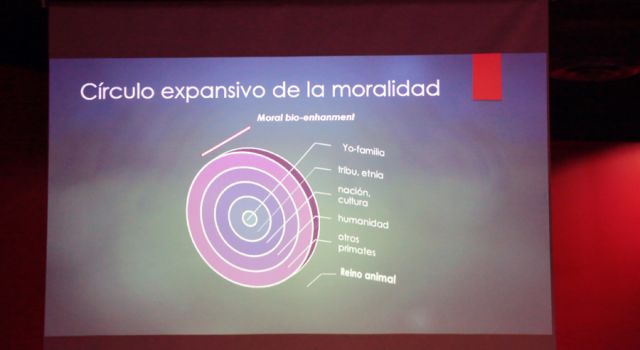 Círculo expansivo de la moralidad
Moral bio-enhanment
Yo-familia
tribu, etnia
nación,
cultura
humanidad
otros
primates
Reino animal